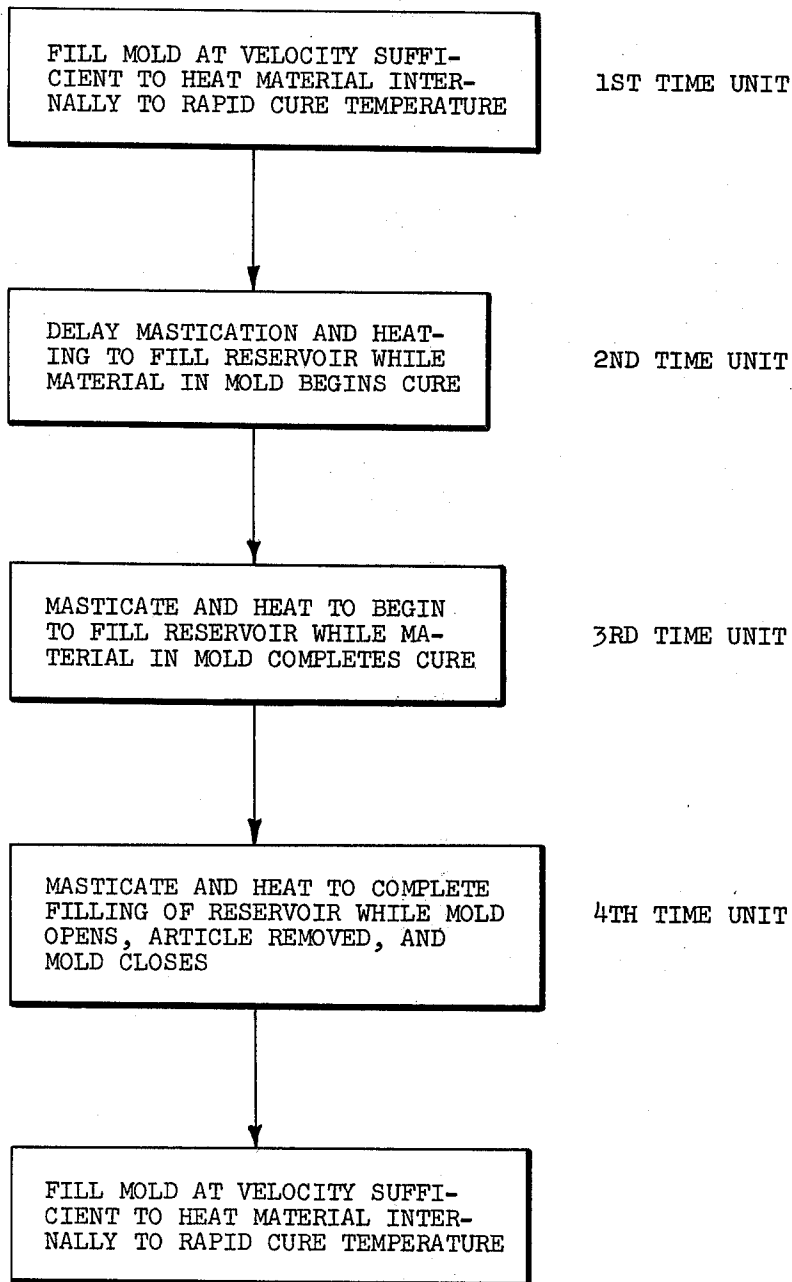 FILL MOLD AT VELOCITY SUFFI-
CIENT TO HEAT MATERIAL INTER-
NALLY TO RAPID CURE TEMPERATURE
1ST TIME UNIT
DELAY MASTICATION AND HEAT-
ING TO FILL RESERVOIR WHILE
MATERIAL IN MOLD BEGINS CURE
2ND TIME UNIT
MASTICATE AND HEAT TO BEGIN
TO FILL RESERVOIR WHILE MA-
TERIAL IN MOLD COMPLETES CURE
3RD TIME UNIT
MASTICATE AND HEAT TO COMPLETE
FILLING OF RESERVOIR WHILE MOLD
OPENS, ARTICLE REMOVED, AND
MOLD CLOSES
4TH TIME UNIT
FILL MOLD AT VELOCITY SUFFI-
CIENT TO HEAT MATERIAL INTER-
NALLY TO RAPID CURE TEMPERATURE